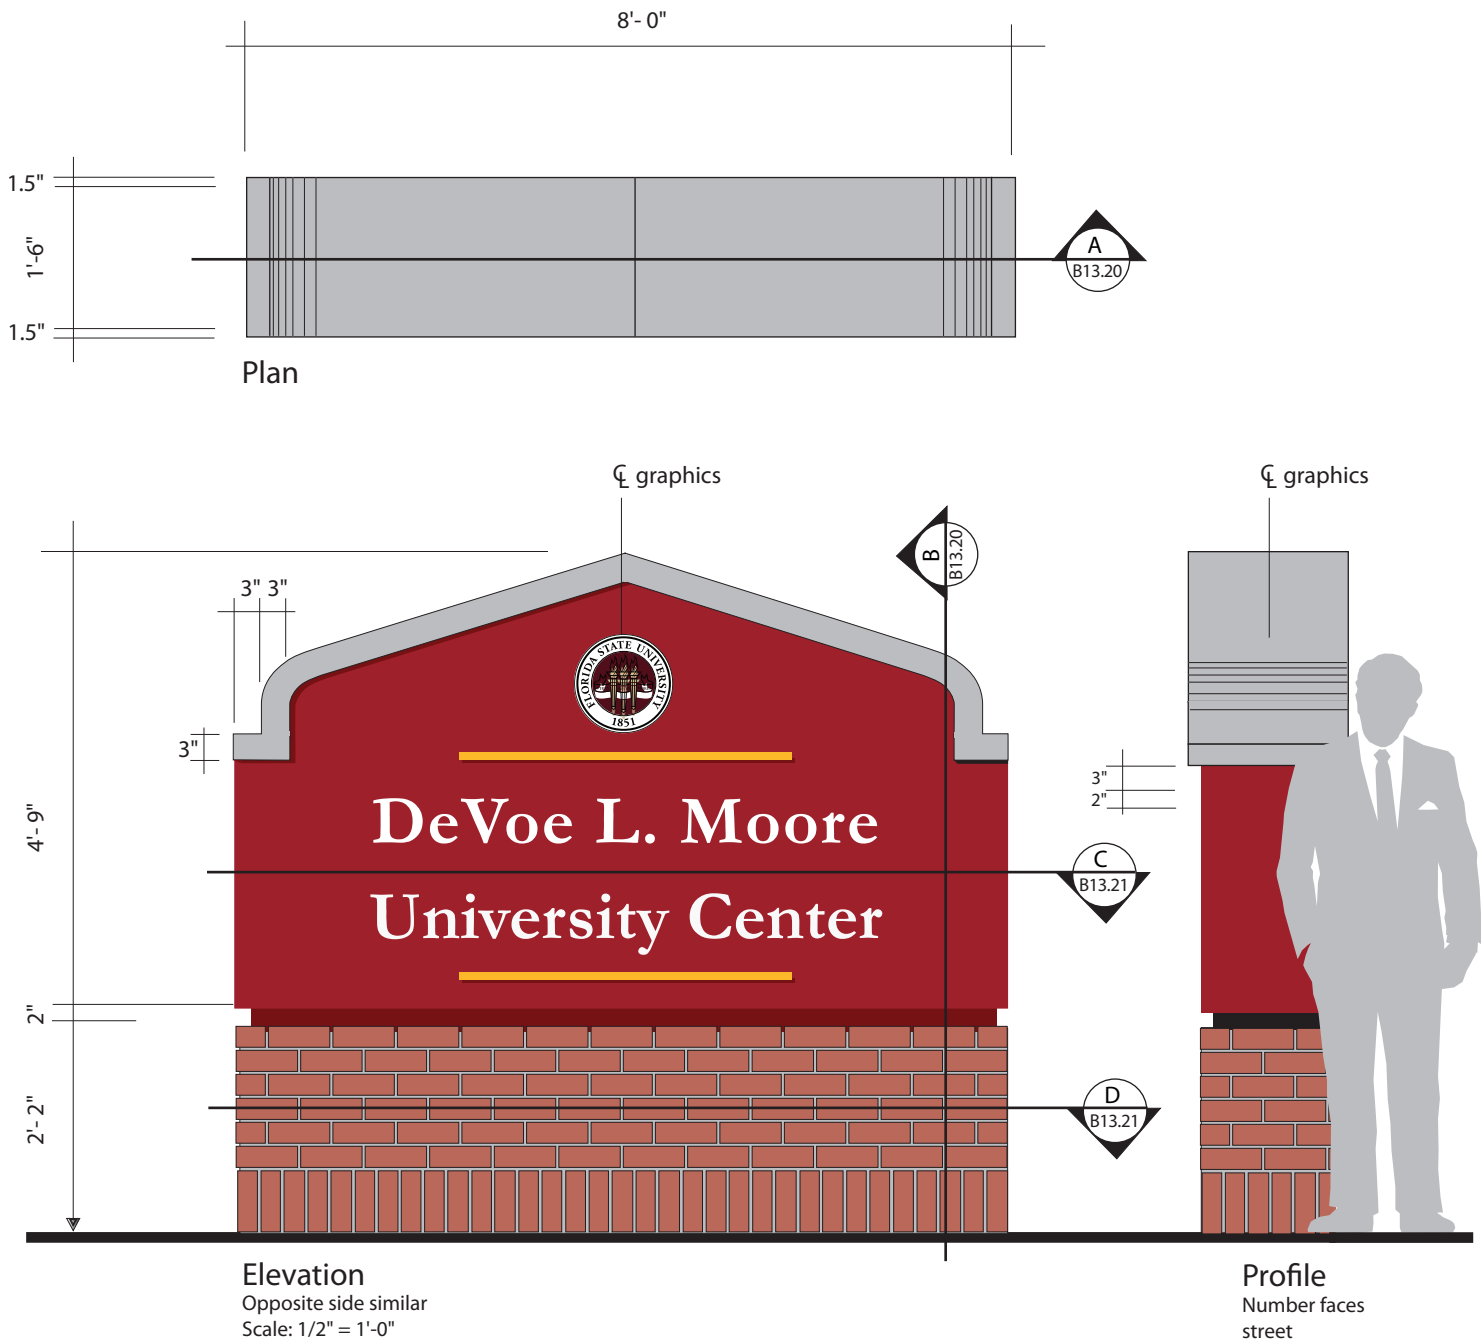 8'- 0"
1.5"
1'-6"
1.5"
A
B13.20
Plan
℄ graphics
℄ graphics
B
B13.20
3" 3"
3"
FLORIDA STATE UNIVERSITY
1851
3"
2"
4'- 9"
DeVoe L. Moore
C
B13.21
University Center
2"
2'- 2"
D
B13.21
Elevation
Opposite side similar
Scale: 1/2" = 1'-0"
Profile
Number faces
street